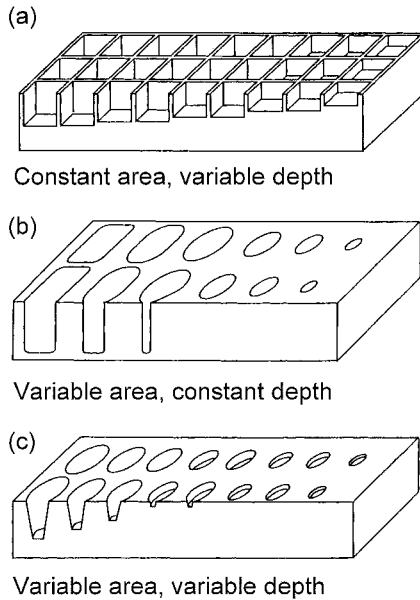 (a)
Constant area, variable depth
(b)
Variable area, constant depth
(c)
Variable area, variable depth